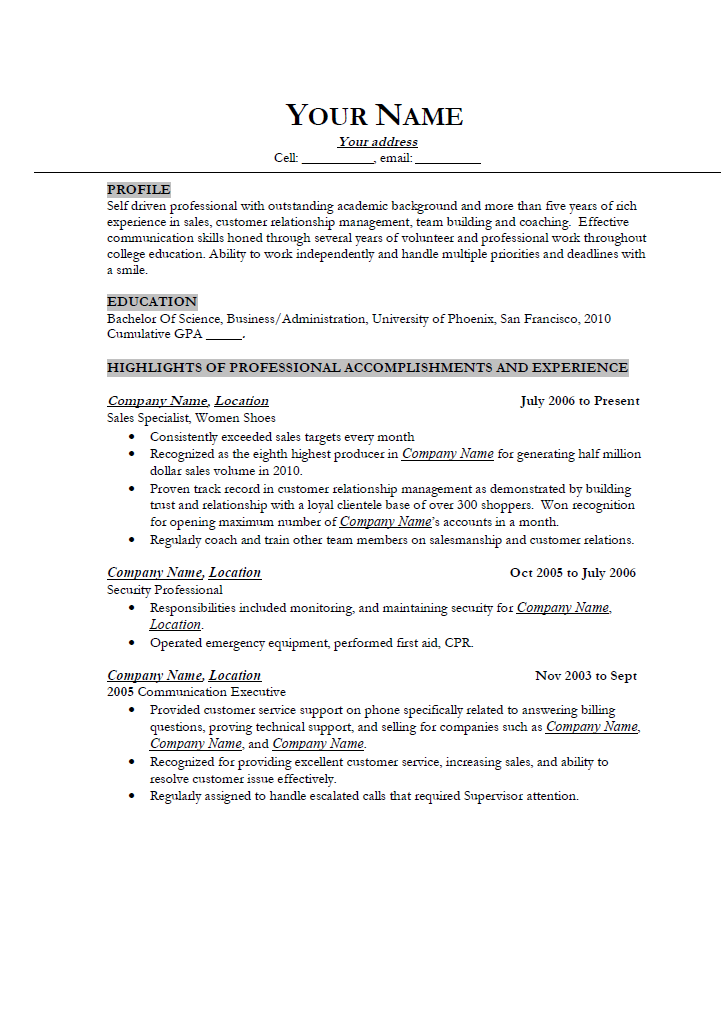 YOUR NAME
Your address
Cell: ___________, email: __________
PROFILE
Self driven professional with outstanding academic background and more than five years of rich
experience in sales, customer relationship management, team building and coaching.  Effective
communication skills honed through several years of volunteer and professional work throughout
college education. Ability to work independently and handle multiple priorities and deadlines with
a smile.
EDUCATION
Bachelor Of Science, Business/Administration, University of Phoenix, San Francisco, 2010
Cumulative GPA _____.
HIGHLIGHTS OF PROFESSIONAL ACCOMPLISHMENTS AND EXPERIENCE
Company Name, Location July 2006 to Present
Sales Specialist, Women Shoes
• Consistently exceeded sales targets every month
• Recognized as the eighth highest producer in Company Name for generating half million
dollar sales volume in 2010.
• Proven track record in customer relationship management as demonstrated by building
trust and relationship with a loyal clientele base of over 300 shoppers.  Won recognition
for opening maximum number of Company Name's accounts in a month.
• Regularly coach and train other team members on salesmanship and customer relations.
Company Name, Location Oct 2005 to July 2006
Security Professional
• Responsibilities included monitoring, and maintaining security for Company Name,
Location.
• Operated emergency equipment, performed first aid, CPR.
Company Name, Location Nov 2003 to Sept
2005 Communication Executive
• Provided customer service support on phone specifically related to answering billing
questions, proving technical support, and selling for companies such as Company Name,
Company Name, and Company Name.
• Recognized for providing excellent customer service, increasing sales, and ability to
resolve customer issue effectively.
• Regularly assigned to handle escalated calls that required Supervisor attention.